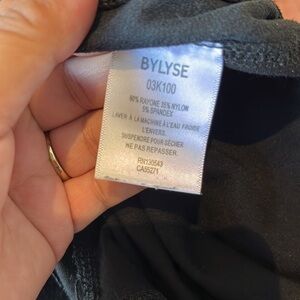 BYLYSE
03K100
60% RAYONE 35% NYLON
5% SPANDEX
LAVER À LA MACHINE À L'EAU FROIDE
L'ENVERS.
SUSPENDRE POUR SÉCHER
NE PAS REPASSER.
RN130543
CA55271